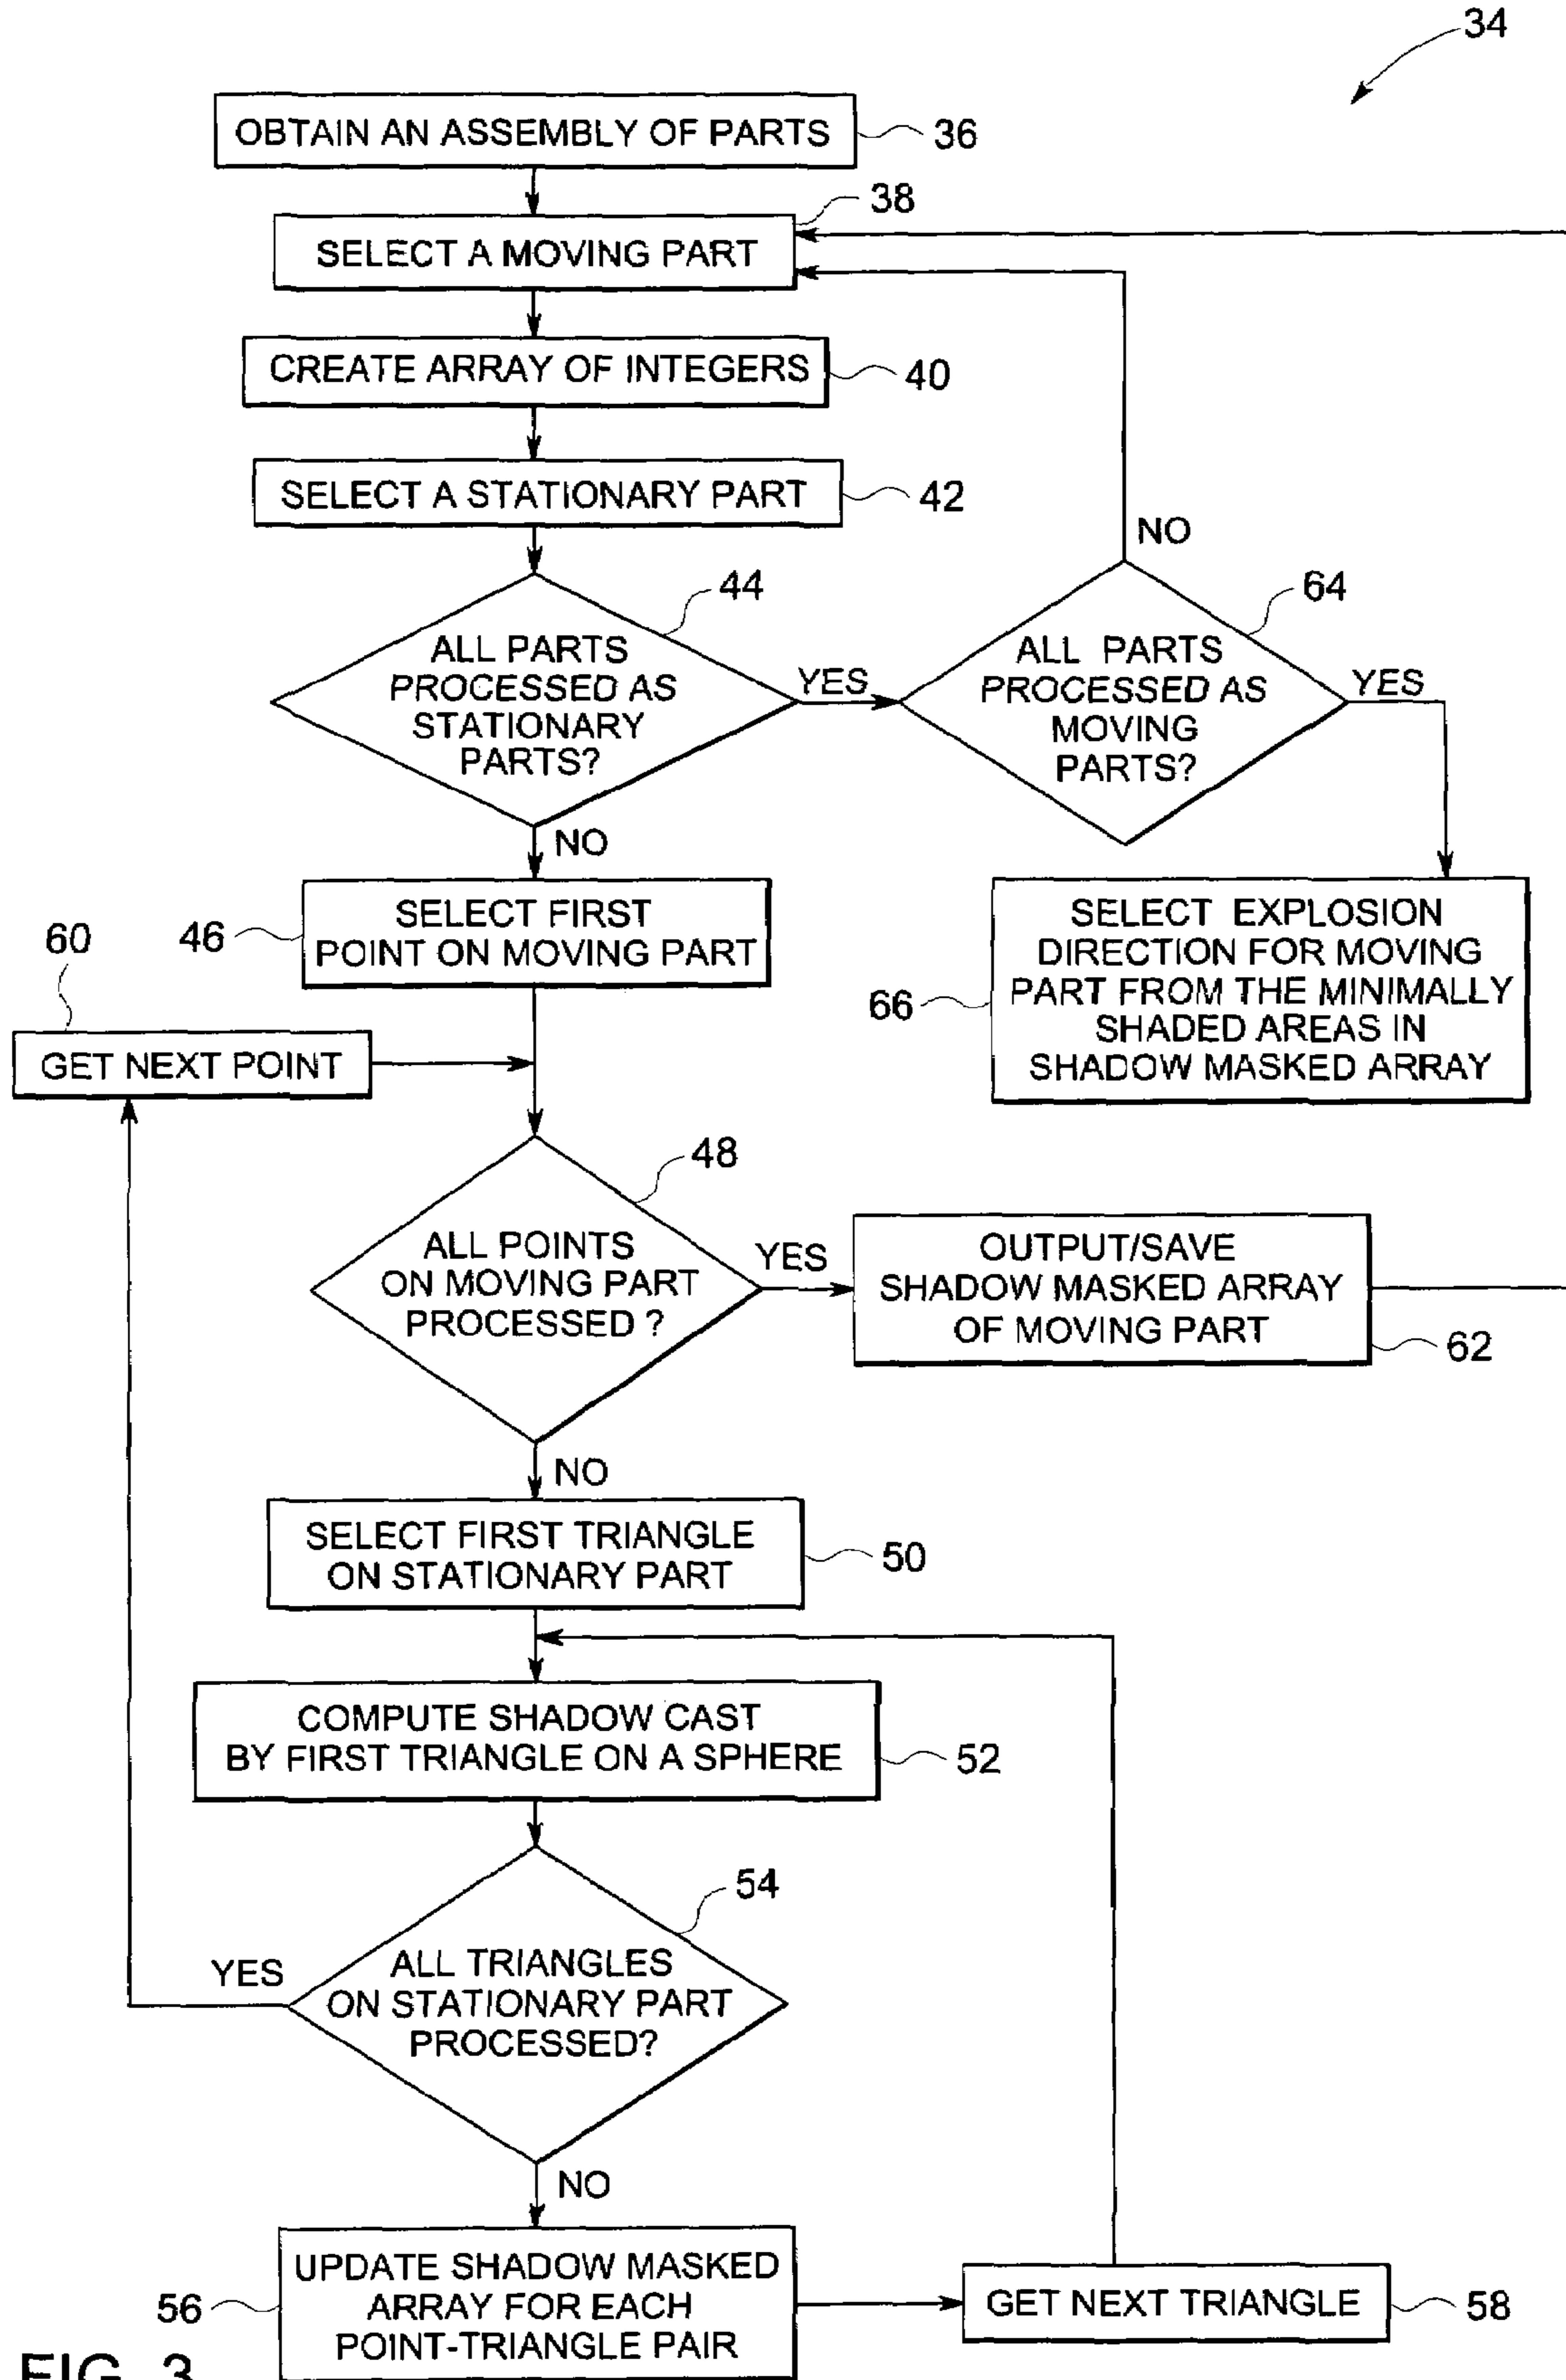 34
OBTAIN AN ASSEMBLY OF PARTS
36
38
SELECT A MOVING PART
CREATE ARRAY OF INTEGERS
40
SELECT A STATIONARY PART
42
44
ALL PARTS
PROCESSED AS
STATIONARY
PARTS?
YES
NO
64
ALL PARTS
PROCESSED AS
MOVING
PARTS?
YES
NO
46
SELECT FIRST
POINT ON MOVING PART
66
SELECT EXPLOSION
DIRECTION FOR MOVING
PART FROM THE MINIMALLY
SHADED AREAS IN
SHADOW MASKED ARRAY
60
GET NEXT POINT
48
ALL POINTS
ON MOVING PART
PROCESSED ?
YES
OUTPUT/SAVE
SHADOW MASKED ARRAY
OF MOVING PART
62
NO
SELECT FIRST TRIANGLE
ON STATIONARY PART
50
COMPUTE SHADOW CAST
BY FIRST TRIANGLE ON A SPHERE
52
54
YES
ALL TRIANGLES
ON STATIONARY PART
PROCESSED?
NO
56
UPDATE SHADOW MASKED
ARRAY FOR EACH
POINT-TRIANGLE PAIR
GET NEXT TRIANGLE
58
FIG. 3